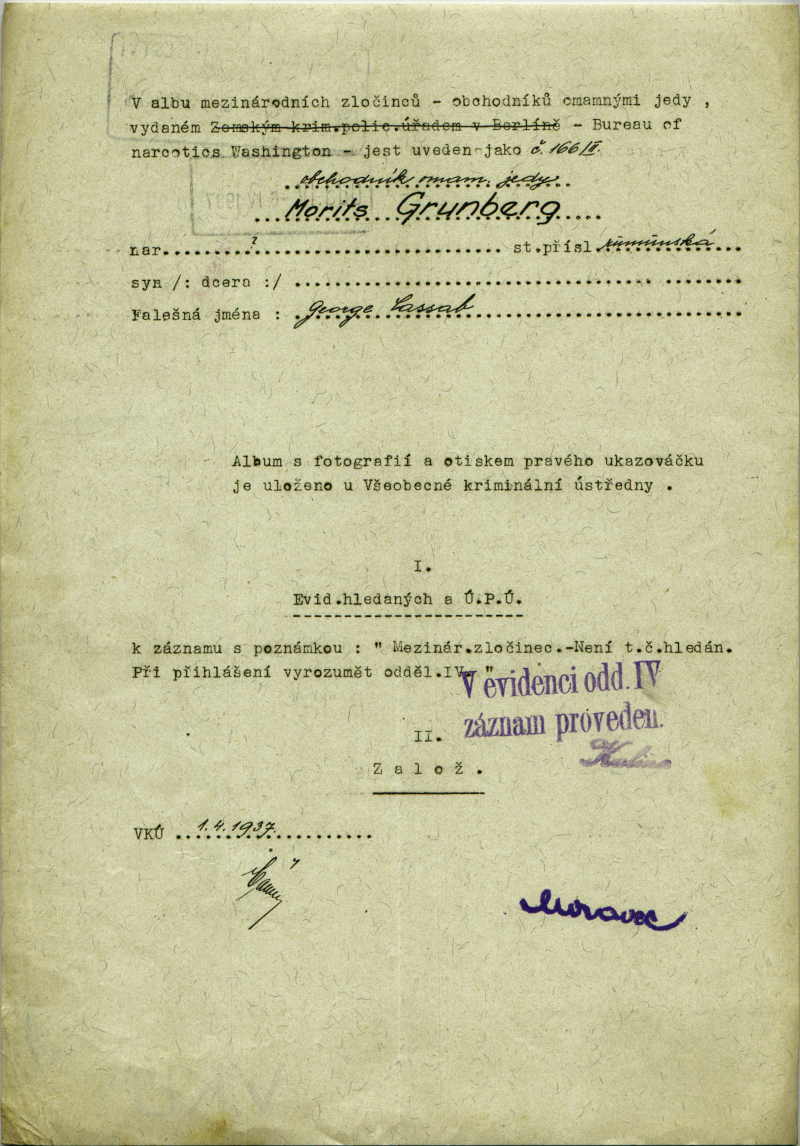 V albu mezinárodních zločinců - obchodníků omamnými jedy ,
vydaném Zemským krim.polic.úřadem v Berlíně - Bureau of
narcotics Washington - jest uveden jako č. 166/II.
obchodník omam. jedy
...Morits...Grunberg.....
nar.........?......................... st.přísl rumunská
syn /: dcera :/ ............................................
Falešná jména : George Cassab
Album s fotografií a otiskem pravého ukazováčku
je uloženo u Všeobecné kriminální ústředny .
I.
Evid.hledaných a Ú.P.Ú.
k záznamu s poznámkou : " Mezinár.zločinec.-Není t.č.hledán.
Při přihlášení vyrozumět odděl.IV. "
V evidenci odd. IV
záznam proveden.
II.
Z a l o ž .
VKÚ ..1.4.1937...........
Moravec